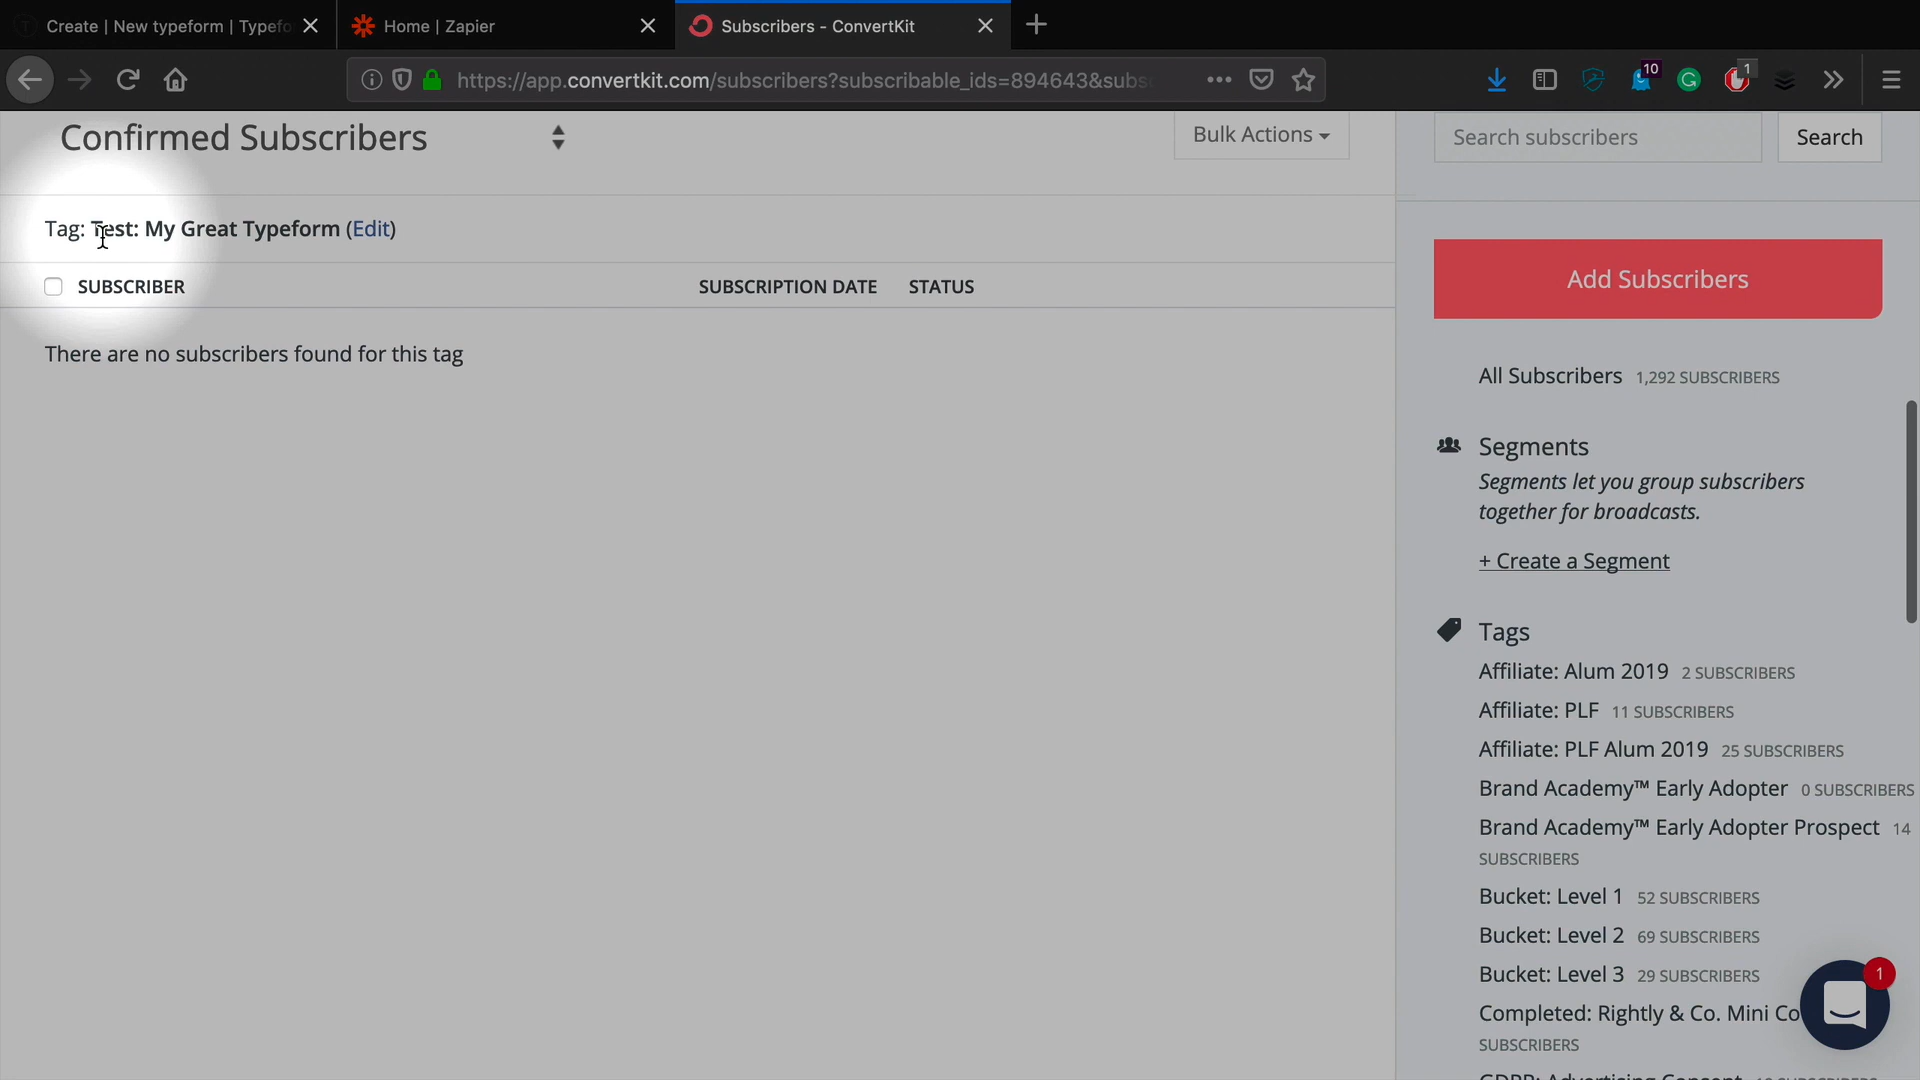 Create | New typeform | Typefo
Home | Zapier
Subscribers - ConvertKit
https://app.convertkit.com/subscribers?subscribable_ids=894643&subsc
10
1
Confirmed Subscribers
Bulk Actions
Search subscribers
Search
Tag: Test: My Great Typeform (Edit)
SUBSCRIBER
SUBSCRIPTION DATE
STATUS
There are no subscribers found for this tag
Add Subscribers
All Subscribers 1,292 SUBSCRIBERS
Segments
Segments let you group subscribers
together for broadcasts.
+ Create a Segment
Tags
Affiliate: Alum 2019 2 SUBSCRIBERS
Affiliate: PLF 11 SUBSCRIBERS
Affiliate: PLF Alum 2019 25 SUBSCRIBERS
Brand Academy™ Early Adopter 0 SUBSCRIBERS
Brand Academy™ Early Adopter Prospect 14
SUBSCRIBERS
Bucket: Level 1 52 SUBSCRIBERS
Bucket: Level 2 69 SUBSCRIBERS
Bucket: Level 3 29 SUBSCRIBERS
1
Completed: Rightly & Co. Mini Co
SUBSCRIBERS